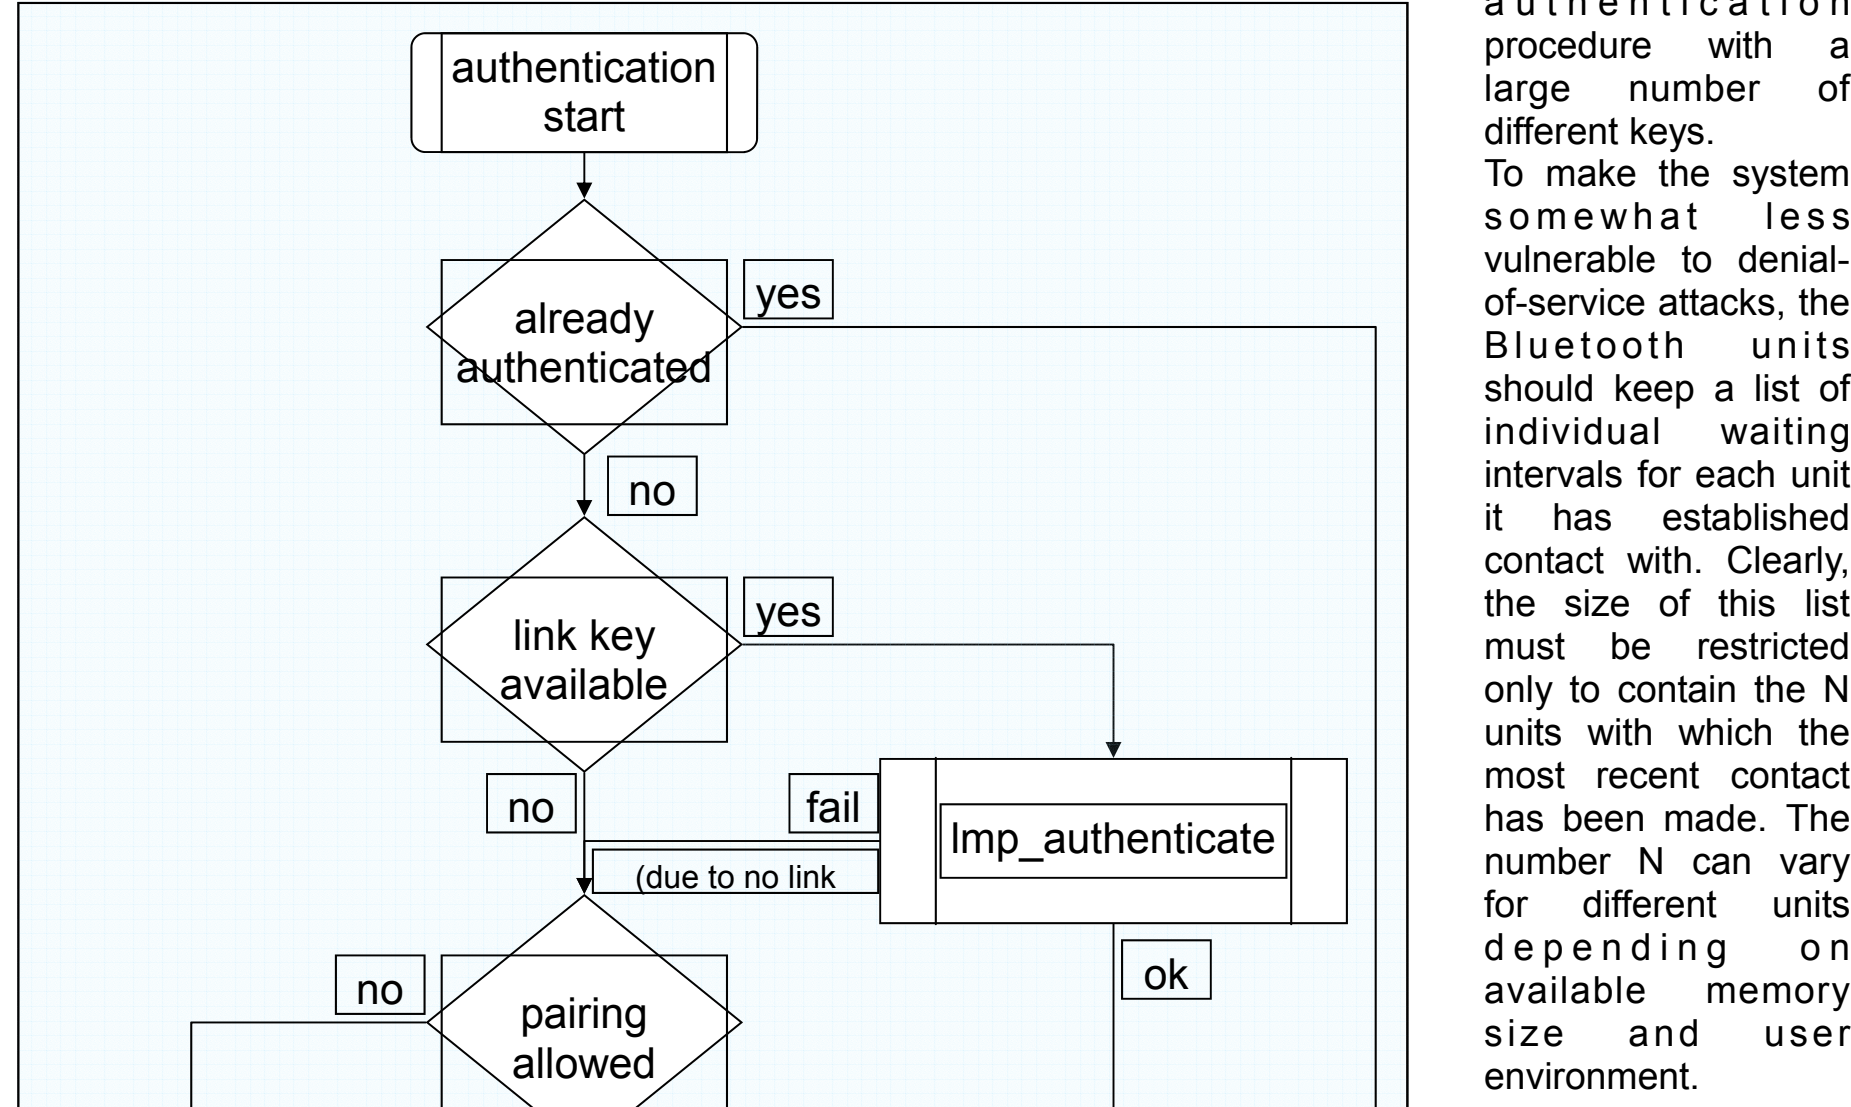 authentication
start
already
authenticated
yes
no
link key
available
yes
no
fail
lmp_authenticate
(due to no link
no
ok
pairing
allowed
authentication
procedure with a
large number of
different keys.
To make the system
somewhat less
vulnerable to denial-
of-service attacks, the
Bluetooth units
should keep a list of
individual waiting
intervals for each unit
it has established
contact with. Clearly,
the size of this list
must be restricted
only to contain the N
units with which the
most recent contact
has been made. The
number N can vary
for different units
depending on
available memory
size and user
environment.